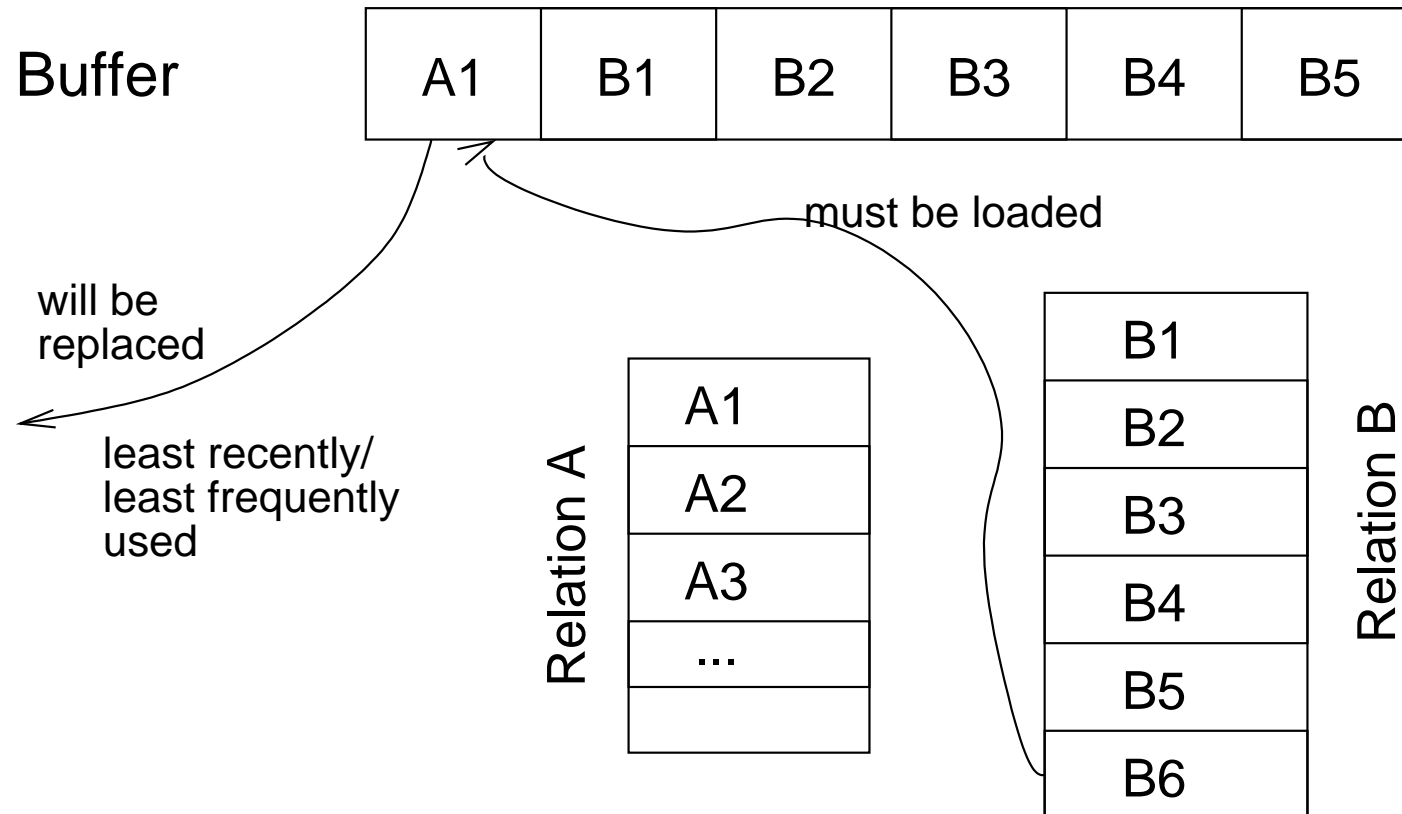 Buffer
A1 B1 B2 B3 B4 B5
must be loaded
will be
replaced
least recently/
least frequently
used
Relation A
A1
A2
A3
...
B1
B2
B3
B4
B5
B6
Relation B